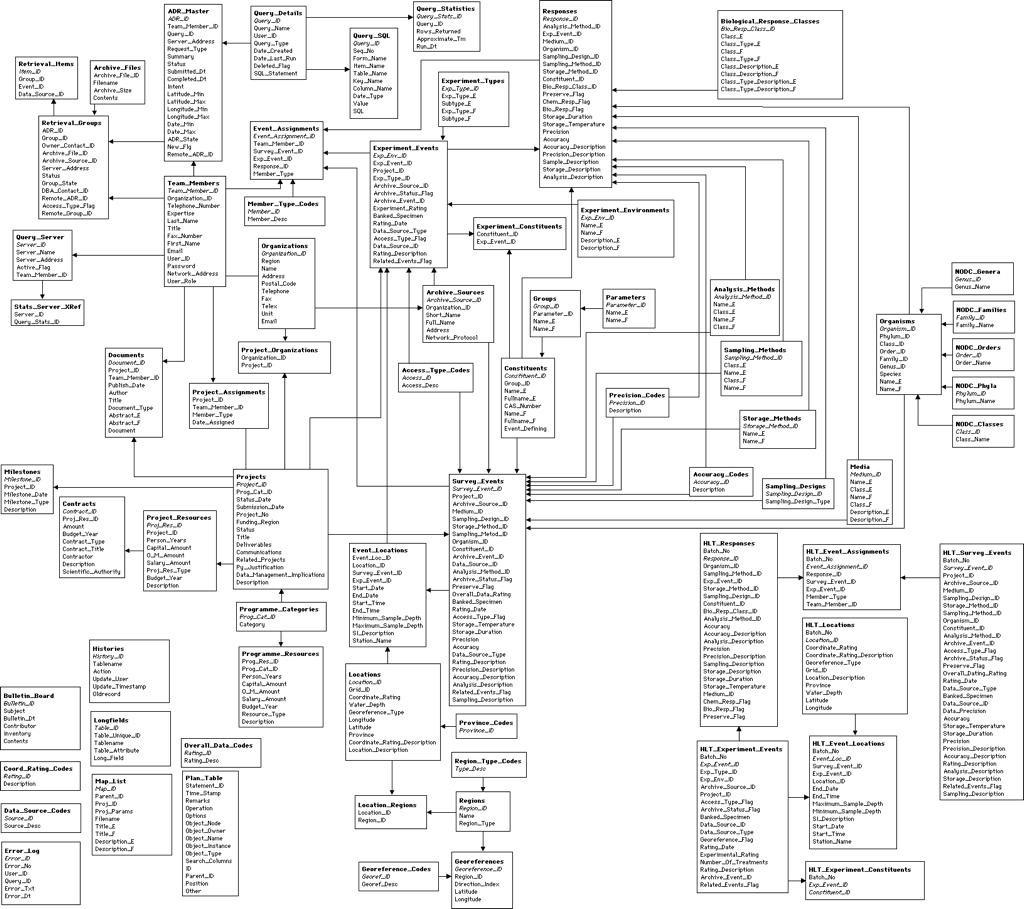 ADR_Master
ADR_ID
Team_Member_ID
Query_ID
Server_Address
Request_Type
Summary
Status
Submitted_Dt
Completed_Dt
Intent
Latitude_Min
Latitude_Max
Longitude_Min
Longitude_Max
Date_Min
Date_Max
ADR_State
New_Flg
Remote_ADR_ID
Query_Details
Query_ID
Query_Name
User_ID
Query_Type
Date_Created
Date_Last_Run
Deleted_Flag
SQL_Statement
Query_Statistics
Query_Stats_ID
Query_ID
Rows_Returned
Approximate_Tm
Run_Dt
Query_SQL
Query_ID
Seq_No
Form_Name
Item_Name
Table_Name
Key_Name
Column_Name
Date_Type
Value
SQL
Responses
Response_ID
Analysis_Method_ID
Exp_Event_ID
Medium_ID
Organism_ID
Sampling_Design_ID
Sampling_Method_ID
Storage_Method_ID
Constituent_ID
Bio_Resp_Class_ID
Preserve_Flag
Chem_Resp_Flag
Bio_Resp_Flag
Storage_Duration
Storage_Temperature
Precision
Accuracy
Accuracy_Description
Precision_Description
Sample_Description
Storage_Description
Analysis_Description
Biological_Response_Classes
Bio_Resp_Class_ID
Class_E
Class_Type_E
Class_F
Class_Type_F
Class_Description_E
Class_Description_F
Class_Type_Description_E
Class_Type_Description_F
Retrieval_Items
Item_ID
Group_ID
Event_ID
Data_Source_ID
Archive_Files
Archive_File_ID
Filename
Archive_Size
Contents
Experiment_Types
Exp_Type_ID
Exp_Type_E
Subtype_E
Exp_Type_F
Subtype_F
Retrieval_Groups
ADR_ID
Group_ID
Owner_Contact_ID
Archive_File_ID
Archive_Source_ID
Server_Address
Status
Group_State
DBA_Contact_ID
Remote_ADR_ID
Access_Type_Flag
Remote_Group_ID
Event_Assignments
Event_Assignment_ID
Team_Member_ID
Survey_Event_ID
Exp_Event_ID
Response_ID
Member_Type
Experiment_Events
Exp_Env_ID
Exp_Event_ID
Project_ID
Exp_Type_ID
Archive_Source_ID
Archive_Status_Flag
Archive_Event_ID
Experiment_Rating
Banked_Specimen
Rating_Date
Data_Source_Type
Access_Type_Flag
Data_Source_ID
Rating_Description
Related_Events_Flag
Team_Members
Team_Member_ID
Organization_ID
Telephone_Number
Expertise
Last_Name
Title
Fax_Number
First_Name
Email
User_ID
Password
Network_Address
User_Role
Member_Type_Codes
Member_ID
Member_Desc
Experiment_Constituents
Constituent_ID
Exp_Event_ID
Experiment_Environments
Exp_Env_ID
Name_E
Name_F
Description_E
Description_F
Query_Server
Server_ID
Server_Name
Server_Address
Active_Flag
Team_Member_ID
Organizations
Organization_ID
Region
Name
Address
Postal_Code
Telephone
Fax
Telex
Unit
Email
Stats_Server_XRef
Server_ID
Query_Stats_ID
Archive_Sources
Archive_Source_ID
Organization_ID
Short_Name
Full_Name
Address
Network_Protocol
Groups
Group_ID
Parameter_ID
Name_E
Name_F
Parameters
Parameter_ID
Name_E
Name_F
Analysis_Methods
Analysis_Method_ID
Name_E
Class_E
Name_F
Class_F
NODC_Genera
Genus_ID
Genus_Name
NODC_Families
Family_ID
Family_Name
Organisms
Organism_ID
Phylum_ID
Class_ID
Order_ID
Family_ID
Genus_ID
Species
Name_E
Name_F
NODC_Orders
Order_ID
Order_Name
NODC_Phyla
Phylum_ID
Phylum_Name
NODC_Classes
Class_ID
Class_Name
Documents
Document_ID
Project_ID
Team_Member_ID
Publish_Date
Author
Title
Document_Type
Abstract_E
Abstract_F
Document
Project_Organizations
Organization_ID
Project_ID
Project_Assignments
Project_ID
Team_Member_ID
Member_Type
Date_Assigned
Access_Type_Codes
Access_ID
Access_Desc
Constituents
Constituent_ID
Group_ID
Name_E
Fullname_E
CAS_Number
Name_F
Fullname_F
Event_Defining
Sampling_Methods
Sampling_Method_ID
Class_E
Name_E
Class_F
Name_F
Precision_Codes
Precision_ID
Description
Storage_Methods
Storage_Method_ID
Name_E
Name_F
Milestones
Milestone_ID
Project_ID
Milestone_Date
Milestone_Type
Description
Contracts
Contract_ID
Proj_Res_ID
Amount
Budget_Year
Contract_Type
Contract_Title
Contractor
Description
Scientific_Authority
Project_Resources
Proj_Res_ID
Project_ID
Person_Years
Capital_Amount
O_M_Amount
Salary_Amount
Proj_Res_Type
Budget_Year
Description
Projects
Project_ID
Prog_Cat_ID
Status_Date
Submission_Date
Project_No
Funding_Region
Status
Title
Deliverables
Communications
Related_Projects
Py_Justification
Data_Management_Implications
Description
Survey_Events
Survey_Event_ID
Project_ID
Archive_Source_ID
Medium_ID
Sampling_Design_ID
Storage_Method_ID
Sampling_Metod_ID
Organism_ID
Constituent_ID
Archive_Event_ID
Data_Source_ID
Analysis_Method_ID
Archive_Status_Flag
Preserve_Flag
Overall_Data_Rating
Banked_Specimen
Rating_Date
Access_Type_Flag
Storage_Temperature
Storage_Duration
Precision
Accuracy
Data_Source_Type
Rating_Description
Precision_Description
Accuracy_Description
Analysis_Description
Related_Events_Flag
Sampling_Description
Accuracy_Codes
Accuracy_ID
Description
Sampling_Designs
Sampling_Design_ID
Sampling_Design_Type
Media
Medium_ID
Name_E
Class_E
Name_F
Class_F
Description_E
Description_F
Event_Locations
Event_Loc_ID
Location_ID
Survey_Event_ID
Exp_Event_ID
Start_Date
End_Date
Start_Time
End_Time
Minimum_Sample_Depth
Maximum_Sample_Depth
Sl_Description
Station_Name
HLT_Responses
Batch_No
Response_ID
Organism_ID
Sampling_Method_ID
Exp_Event_ID
Storage_Method_ID
Sampling_Design_ID
Constituent_ID
Bio_Resp_Class_ID
Analysis_Method_ID
Accuracy
Accuracy_Description
Analysis_Description
Precision
Precision_Description
Sampling_Description
Storage_Description
Storage_Duration
Storage_Temperature
Medium_ID
Chem_Resp_Flag
Bio_Resp_Flag
Preserve_Flag
HLT_Event_Assignments
Batch_No
Event_Assignment_ID
Response_ID
Survey_Event_ID
Exp_Event_ID
Member_Type
Team_Member_ID
HLT_Survey_Events
Batch_No
Survey_Event_ID
Project_ID
Archive_Source_ID
Medium_ID
Sampling_Design_ID
Storage_Method_ID
Sampling_Method_ID
Organism_ID
Constituent_ID
Analysis_Method_ID
Archive_Event_ID
Access_Type_Flag
Archive_Status_Flag
Preserve_Flag
Overall_Dating_Rating
Rating_Date
Data_Source_Type
Banked_Specimen
Data_Source_ID
Data_Precision
Accuracy
Storage_Temperature
Storage_Duration
Precision
Precision_Description
Accuracy_Description
Rating_Description
Analysis_Description
Storage_Description
Related_Events_Flag
Sampling_Description
Programme_Categories
Prog_Cat_ID
Category
HLT_Locations
Batch_No
Location_ID
Coordinate_Rating
Coordinate_Rating_Description
Georeference_Type
Grid_ID
Location_Description
Province
Water_Depth
Latitude
Longitude
Histories
History_ID
Tablename
Action
Update_User
Update_Timestamp
Oldrecord
Programme_Resources
Prog_Res_ID
Prog_Cat_ID
Person_Years
Capital_Amount
O_M_Amount
Salary_Amount
Budget_Year
Resource_Type
Description
Locations
Location_ID
Grid_ID
Coordinate_Rating
Water_Depth
Georeference_Type
Longitude
Latitude
Province
Coordinate_Rating_Description
Location_Description
Bulletin_Board
Bulletin_ID
Subject
Bulletin_Dt
Contributor
Inventory
Contents
Longfields
Table_ID
Table_Unique_ID
Tablename
Table_Attribute
Long_Field
Province_Codes
Province_ID
Overall_Data_Codes
Rating_ID
Rating_Desc
Region_Type_Codes
Type_Desc
HLT_Experiment_Events
Batch_No
Exp_Event_ID
Exp_Type_ID
Exp_Env_ID
Archive_Source_ID
Project_ID
Access_Type_Flag
Archive_Status_Flag
Banked_Specimen
Data_Source_ID
Data_Source_Type
Georeference_Flag
Rating_Date
Experimental_Rating
Number_Of_Treatments
Rating_Description
Archive_Event_ID
Related_Events_Flag
HLT_Event_Locations
Batch_No
Event_Loc_ID
Survey_Event_ID
Exp_Event_ID
Location_ID
End_Date
End_Time
Maximum_Sample_Depth
Minimum_Sample_Depth
Sl_Description
Start_Date
Start_Time
Station_Name
Coord_Rating_Codes
Rating_ID
Description
Map_List
Map_ID
Parent_ID
Proj_ID
Proj_Params
Filename
Title_E
Title_F
Description_E
Description_F
Plan_Table
Statement_ID
Time_Stamp
Remarks
Operation
Options
Object_Node
Object_Owner
Object_Name
Object_Instance
Object_Type
Search_Columns
ID
Parent_ID
Position
Other
Location_Regions
Location_ID
Region_ID
Regions
Region_ID
Name
Region_Type
Data_Source_Codes
Source_ID
Source_Desc
Error_Log
Error_ID
Error_No
User_ID
Query_ID
Error_Txt
Error_Dt
Georeference_Codes
Georef_ID
Georef_Desc
Georeferences
Georeference_ID
Region_ID
Direction_Index
Latitude
Longitude
HLT_Experiment_Constituents
Batch_No
Exp_Event_ID
Constituent_ID